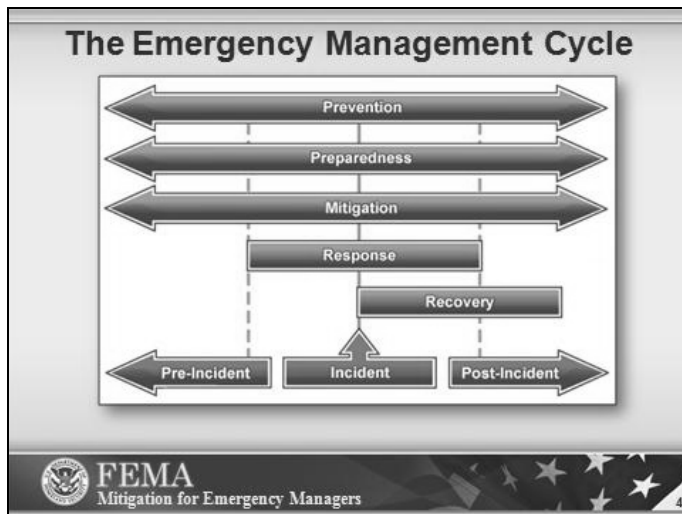 The Emergency Management Cycle
Prevention
Preparedness
Mitigation
Response
Recovery
Pre-Incident
Incident
Post-Incident
FEMA
Mitigation for Emergency Managers
4